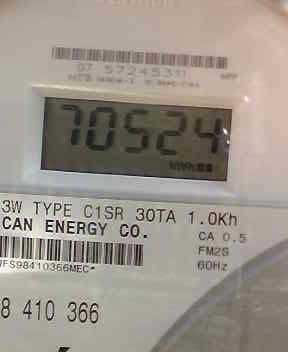 07 57245311
70524
kWh
3W TYPE C1SR 30TA 1.0Kh
CAN ENERGY CO.
CA 0.5
FM2S
60Hz
FS98410366MEC*
8 410 366